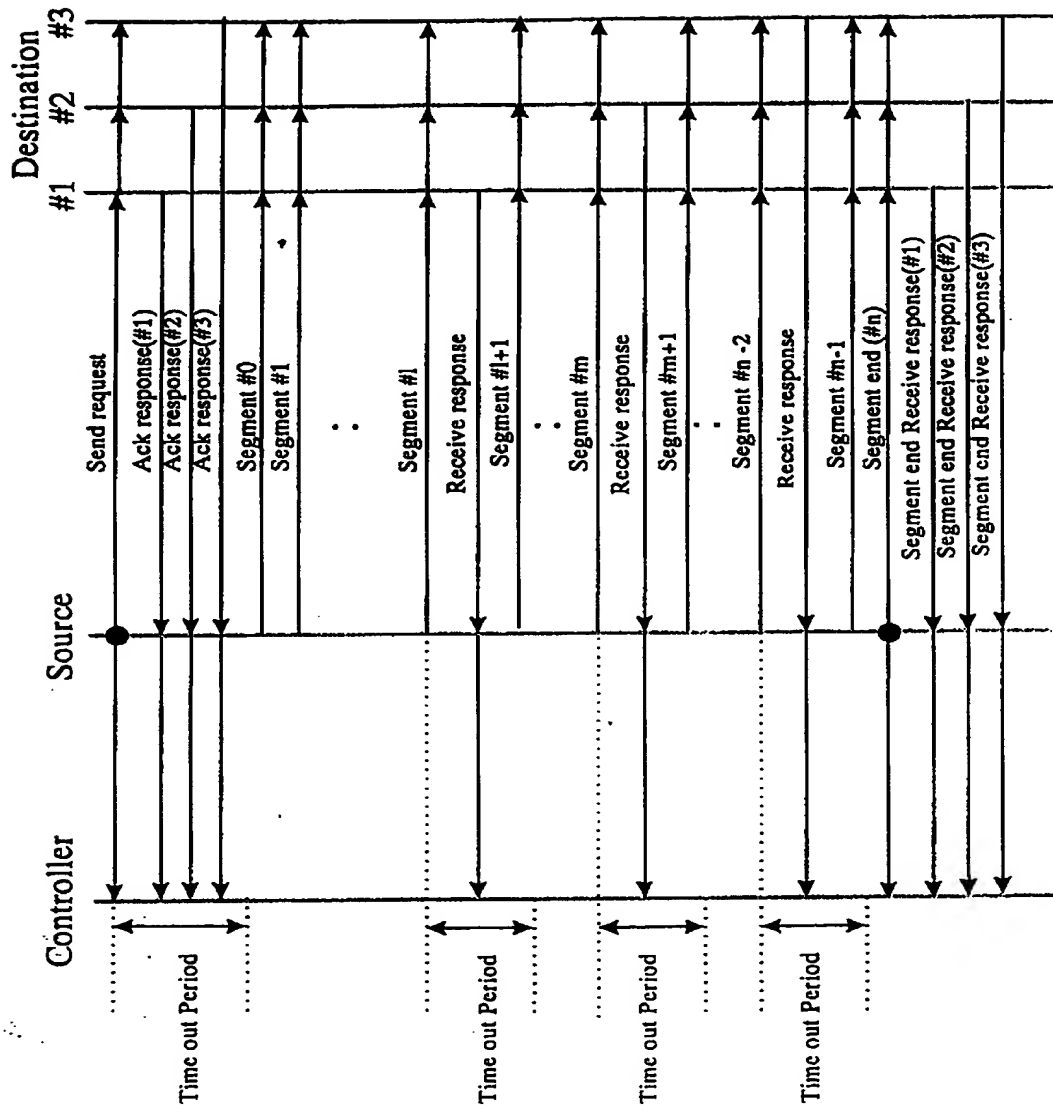 Destination
#1 #2 #3
Controller
Source
Send request
Ack response(#1)
Ack response(#2)
Ack response(#3)
Segment #0
Segment #1
Segment #l
Receive response
Segment #l+1
Segment #m
Receive response
Segment #m+1
Segment #n -2
Receive response
Segment #n-1
Segment end (#n)
Segment end Receive response(#1)
Segment end Receive response(#2)
Segment end Receive response(#3)
Time out Period
Time out Period
Time out Period
Time out Period